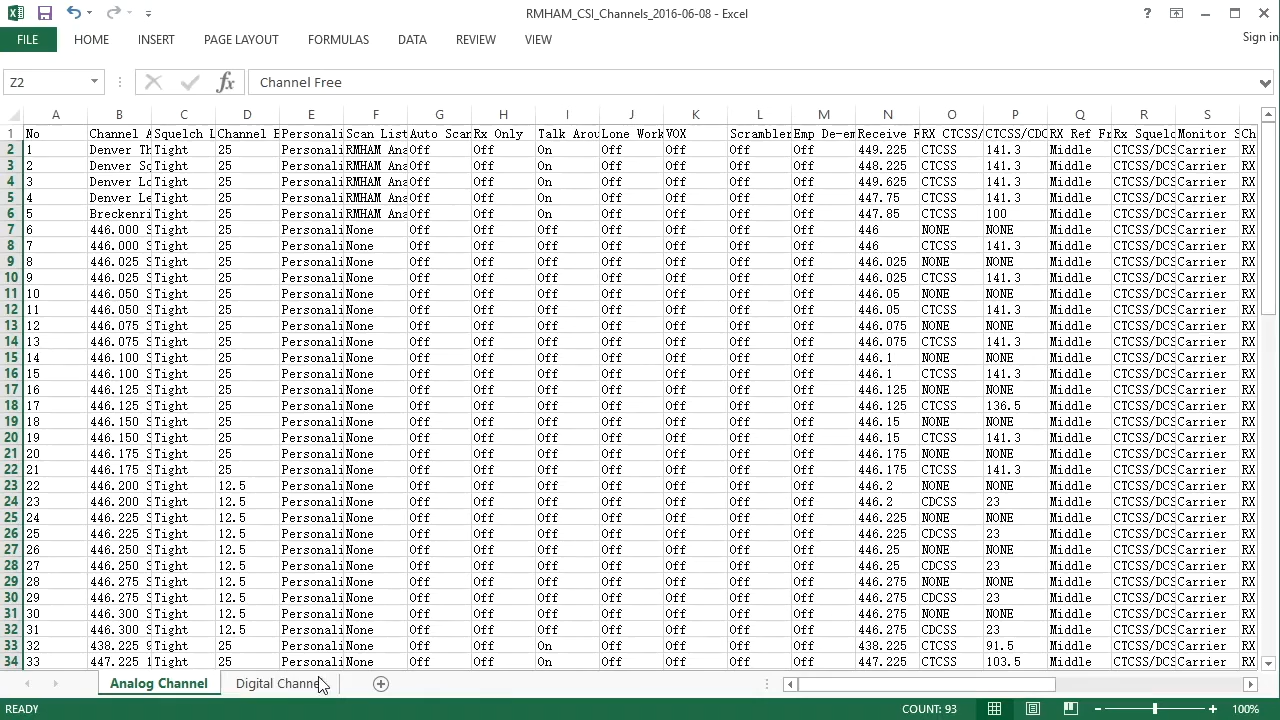 RMHAM_CSI_Channels_2016-06-08 - Excel
FILE HOME INSERT PAGE LAYOUT FORMULAS DATA REVIEW VIEW Sign in
Z2 fx Channel Free
A B C D E F G H I J K L M N O P Q R S
1 No Channel A Squelch L Channel B Personali Scan List Auto Scan Rx Only Talk Arou Lone Work VOX Scrambler Emp De-em Receive F RX CTCSS/ CTCSS/CDC RX Ref Fr Rx Squelc Monitor S Ch
2 1 Denver Th Tight 25 Personali RMHAM Ana Off Off On Off Off Off Off 449.225 CTCSS 141.3 Middle CTCSS/DCS Carrier RX
3 2 Denver So Tight 25 Personali RMHAM Ana Off Off On Off Off Off Off 448.225 CTCSS 141.3 Middle CTCSS/DCS Carrier RX
4 3 Denver Lo Tight 25 Personali RMHAM Ana Off Off On Off Off Off Off 449.625 CTCSS 141.3 Middle CTCSS/DCS Carrier RX
5 4 Denver Le Tight 25 Personali RMHAM Ana Off Off On Off Off Off Off 447.75 CTCSS 141.3 Middle CTCSS/DCS Carrier RX
6 5 Breckenri Tight 25 Personali RMHAM Ana Off Off On Off Off Off Off 447.85 CTCSS 100 Middle CTCSS/DCS Carrier RX
7 6 446.000 S Tight 25 Personali None Off Off Off Off Off Off Off 446 NONE NONE Middle CTCSS/DCS Carrier RX
8 7 446.000 S Tight 25 Personali None Off Off Off Off Off Off Off 446 CTCSS 141.3 Middle CTCSS/DCS Carrier RX
9 8 446.025 S Tight 25 Personali None Off Off Off Off Off Off Off 446.025 NONE NONE Middle CTCSS/DCS Carrier RX
10 9 446.025 S Tight 25 Personali None Off Off Off Off Off Off Off 446.025 CTCSS 141.3 Middle CTCSS/DCS Carrier RX
11 10 446.050 S Tight 25 Personali None Off Off Off Off Off Off Off 446.05 NONE NONE Middle CTCSS/DCS Carrier RX
12 11 446.050 S Tight 25 Personali None Off Off Off Off Off Off Off 446.05 CTCSS 141.3 Middle CTCSS/DCS Carrier RX
13 12 446.075 S Tight 25 Personali None Off Off Off Off Off Off Off 446.075 NONE NONE Middle CTCSS/DCS Carrier RX
14 13 446.075 S Tight 25 Personali None Off Off Off Off Off Off Off 446.075 CTCSS 141.3 Middle CTCSS/DCS Carrier RX
15 14 446.100 S Tight 25 Personali None Off Off Off Off Off Off Off 446.1 NONE NONE Middle CTCSS/DCS Carrier RX
16 15 446.100 S Tight 25 Personali None Off Off Off Off Off Off Off 446.1 CTCSS 141.3 Middle CTCSS/DCS Carrier RX
17 16 446.125 S Tight 25 Personali None Off Off Off Off Off Off Off 446.125 NONE NONE Middle CTCSS/DCS Carrier RX
18 17 446.125 S Tight 25 Personali None Off Off Off Off Off Off Off 446.125 CTCSS 136.5 Middle CTCSS/DCS Carrier RX
19 18 446.150 S Tight 25 Personali None Off Off Off Off Off Off Off 446.15 NONE NONE Middle CTCSS/DCS Carrier RX
20 19 446.150 S Tight 25 Personali None Off Off Off Off Off Off Off 446.15 CTCSS 141.3 Middle CTCSS/DCS Carrier RX
21 20 446.175 S Tight 25 Personali None Off Off Off Off Off Off Off 446.175 NONE NONE Middle CTCSS/DCS Carrier RX
22 21 446.175 S Tight 25 Personali None Off Off Off Off Off Off Off 446.175 CTCSS 141.3 Middle CTCSS/DCS Carrier RX
23 22 446.200 S Tight 12.5 Personali None Off Off Off Off Off Off Off 446.2 NONE NONE Middle CTCSS/DCS Carrier RX
24 23 446.200 S Tight 12.5 Personali None Off Off Off Off Off Off Off 446.2 CDCSS 23 Middle CTCSS/DCS Carrier RX
25 24 446.225 S Tight 12.5 Personali None Off Off Off Off Off Off Off 446.225 NONE NONE Middle CTCSS/DCS Carrier RX
26 25 446.225 S Tight 12.5 Personali None Off Off Off Off Off Off Off 446.225 CDCSS 23 Middle CTCSS/DCS Carrier RX
27 26 446.250 S Tight 12.5 Personali None Off Off Off Off Off Off Off 446.25 NONE NONE Middle CTCSS/DCS Carrier RX
28 27 446.250 S Tight 12.5 Personali None Off Off Off Off Off Off Off 446.25 CDCSS 23 Middle CTCSS/DCS Carrier RX
29 28 446.275 S Tight 12.5 Personali None Off Off Off Off Off Off Off 446.275 NONE NONE Middle CTCSS/DCS Carrier RX
30 29 446.275 S Tight 12.5 Personali None Off Off Off Off Off Off Off 446.275 CDCSS 23 Middle CTCSS/DCS Carrier RX
31 30 446.300 S Tight 12.5 Personali None Off Off Off Off Off Off Off 446.275 NONE NONE Middle CTCSS/DCS Carrier RX
32 31 446.300 S Tight 12.5 Personali None Off Off Off Off Off Off Off 446.275 CDCSS 23 Middle CTCSS/DCS Carrier RX
33 32 438.225 9 Tight 25 Personali None Off Off On Off Off Off Off 438.225 CTCSS 91.5 Middle CTCSS/DCS Carrier RX
34 33 447.225 1 Tight 25 Personali None Off Off On Off Off Off Off 447.225 CTCSS 103.5 Middle CTCSS/DCS Carrier RX
Analog Channel Digital Channel
READY COUNT: 93 100%